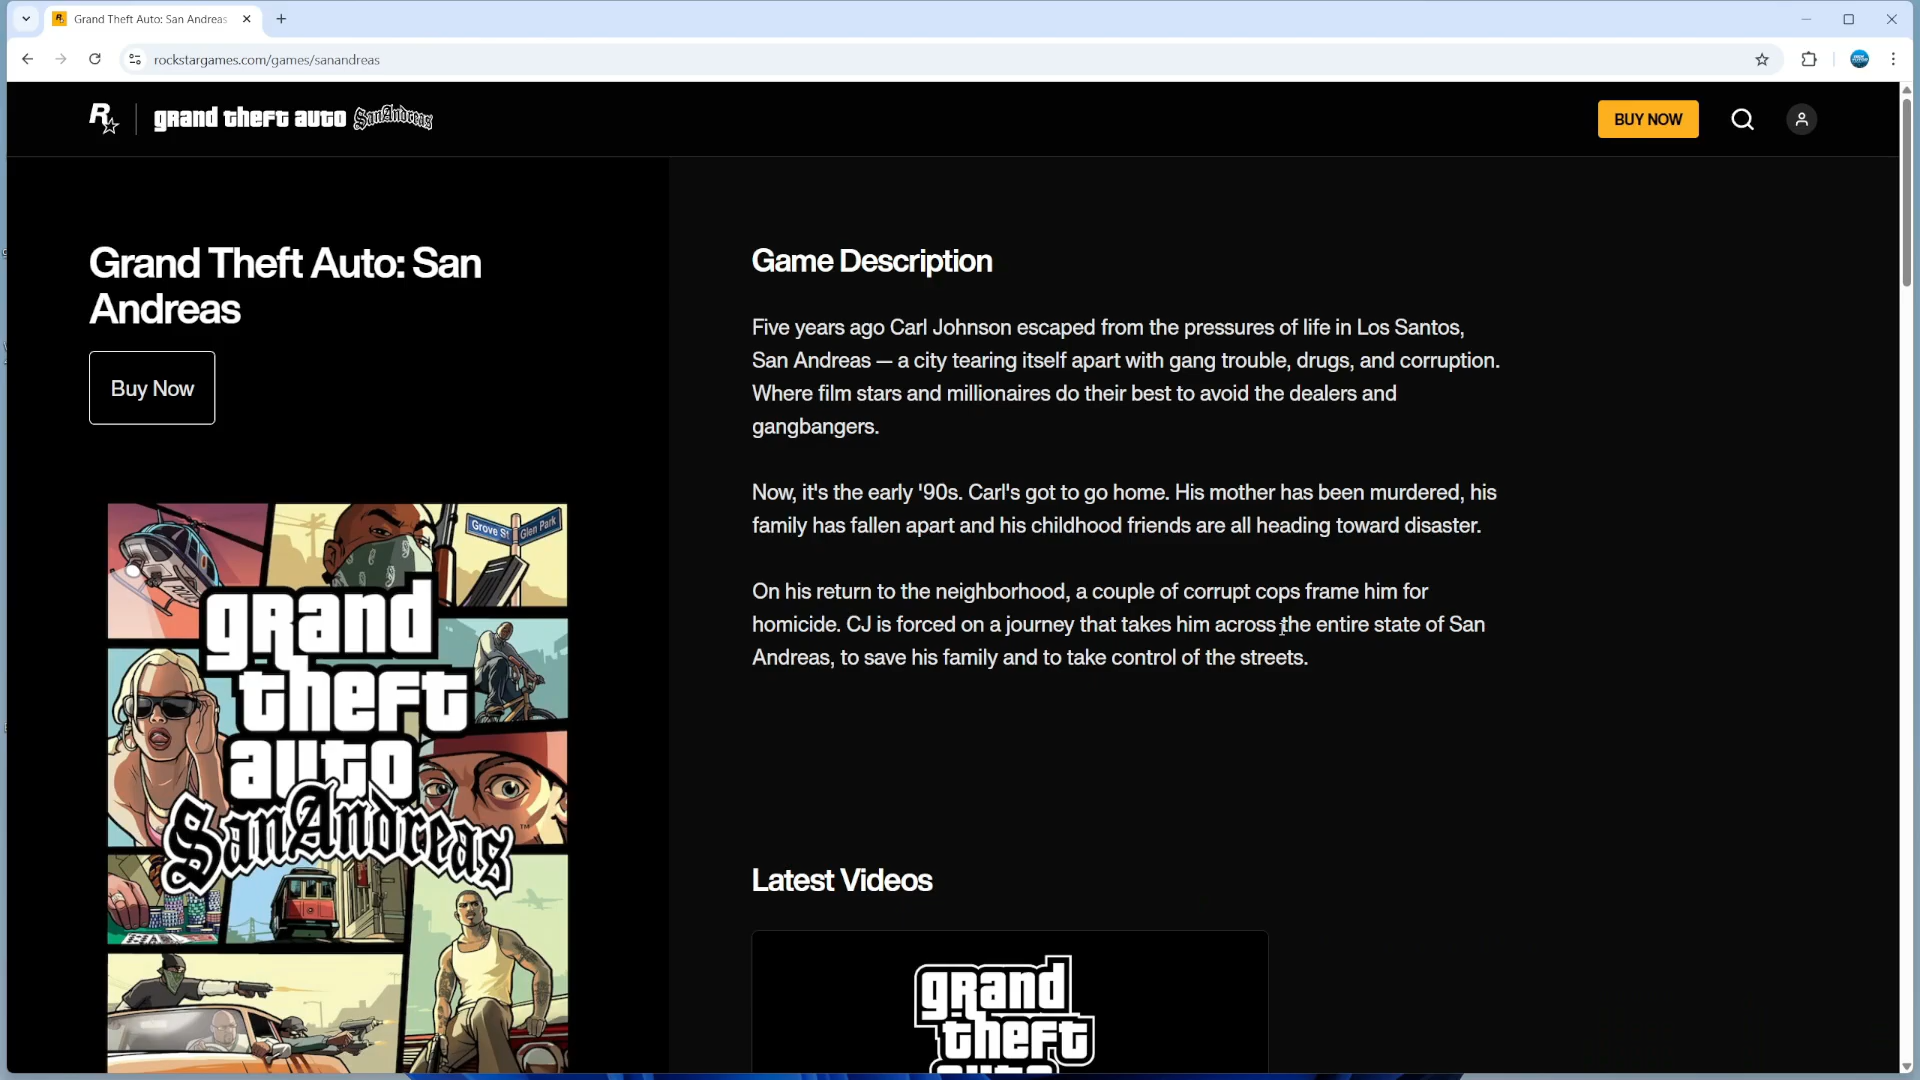 Grand Theft Auto: San Andreas
rockstargames.com/games/sanandreas
R
grand theft auto SanAndreas
BUY NOW
Grand Theft Auto: San
Andreas
Buy Now
Grove St
Glen Park
POLICE
grand
theft
auto
SanAndreas
TM
Game Description
Five years ago Carl Johnson escaped from the pressures of life in Los Santos,
San Andreas — a city tearing itself apart with gang trouble, drugs, and corruption.
Where film stars and millionaires do their best to avoid the dealers and
gangbangers.
Now, it's the early '90s. Carl's got to go home. His mother has been murdered, his
family has fallen apart and his childhood friends are all heading toward disaster.
On his return to the neighborhood, a couple of corrupt cops frame him for
homicide. CJ is forced on a journey that takes him across the entire state of San
Andreas, to save his family and to take control of the streets.
Latest Videos
grand
theft
auto